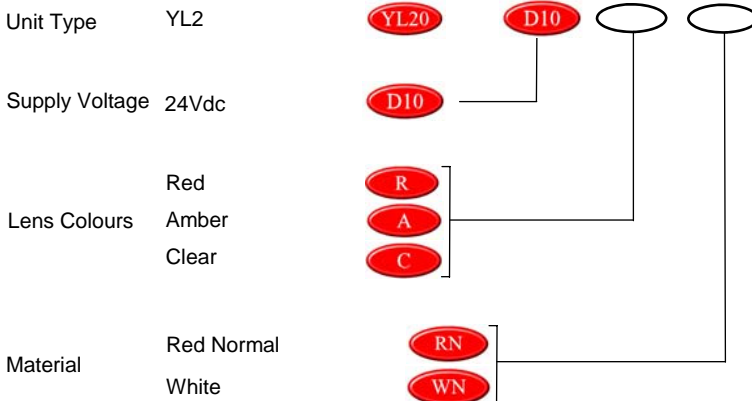 Unit Type YL2 YL20 D10
Supply Voltage 24Vdc D10
Red R
Lens Colours Amber A
Clear C
Red Normal RN
Material
White WN